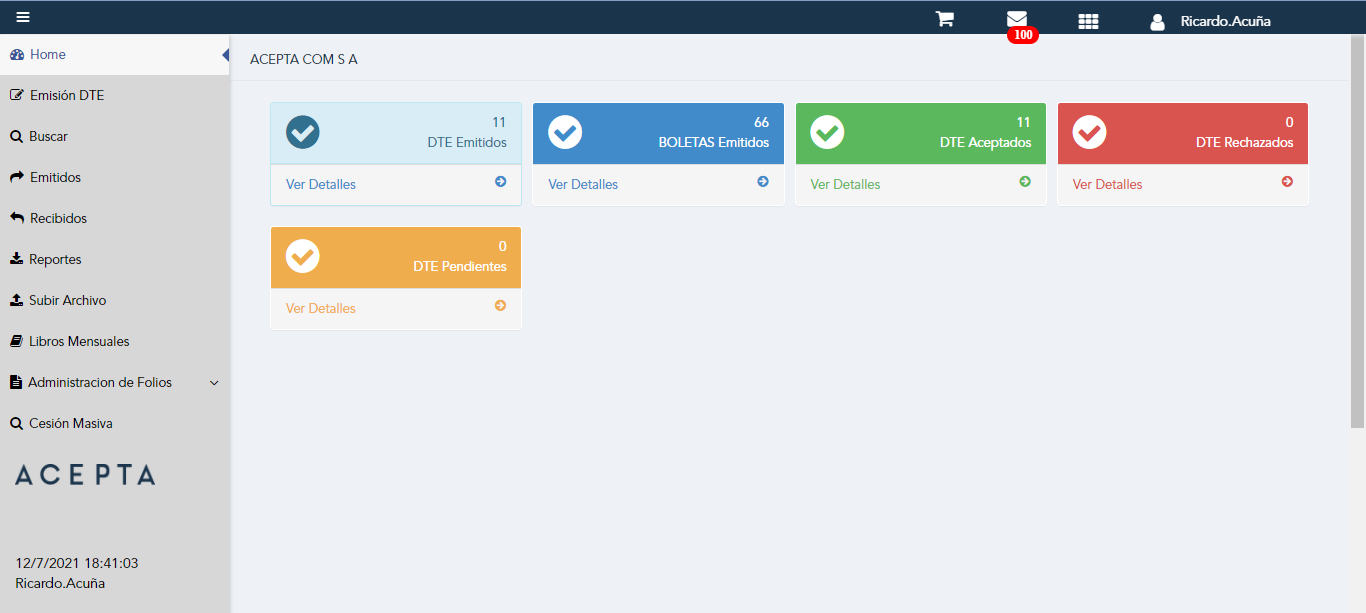 100
Ricardo.Acuña
Home
Emisión DTE
Buscar
Emitidos
Recibidos
Reportes
Subir Archivo
Libros Mensuales
Administracion de Folios
Cesión Masiva
ACEPTA
12/7/2021 18:41:03
Ricardo.Acuña
ACEPTA COM S A
11
DTE Emitidos
Ver Detalles
66
BOLETAS Emitidos
Ver Detalles
11
DTE Aceptados
Ver Detalles
0
DTE Rechazados
Ver Detalles
0
DTE Pendientes
Ver Detalles